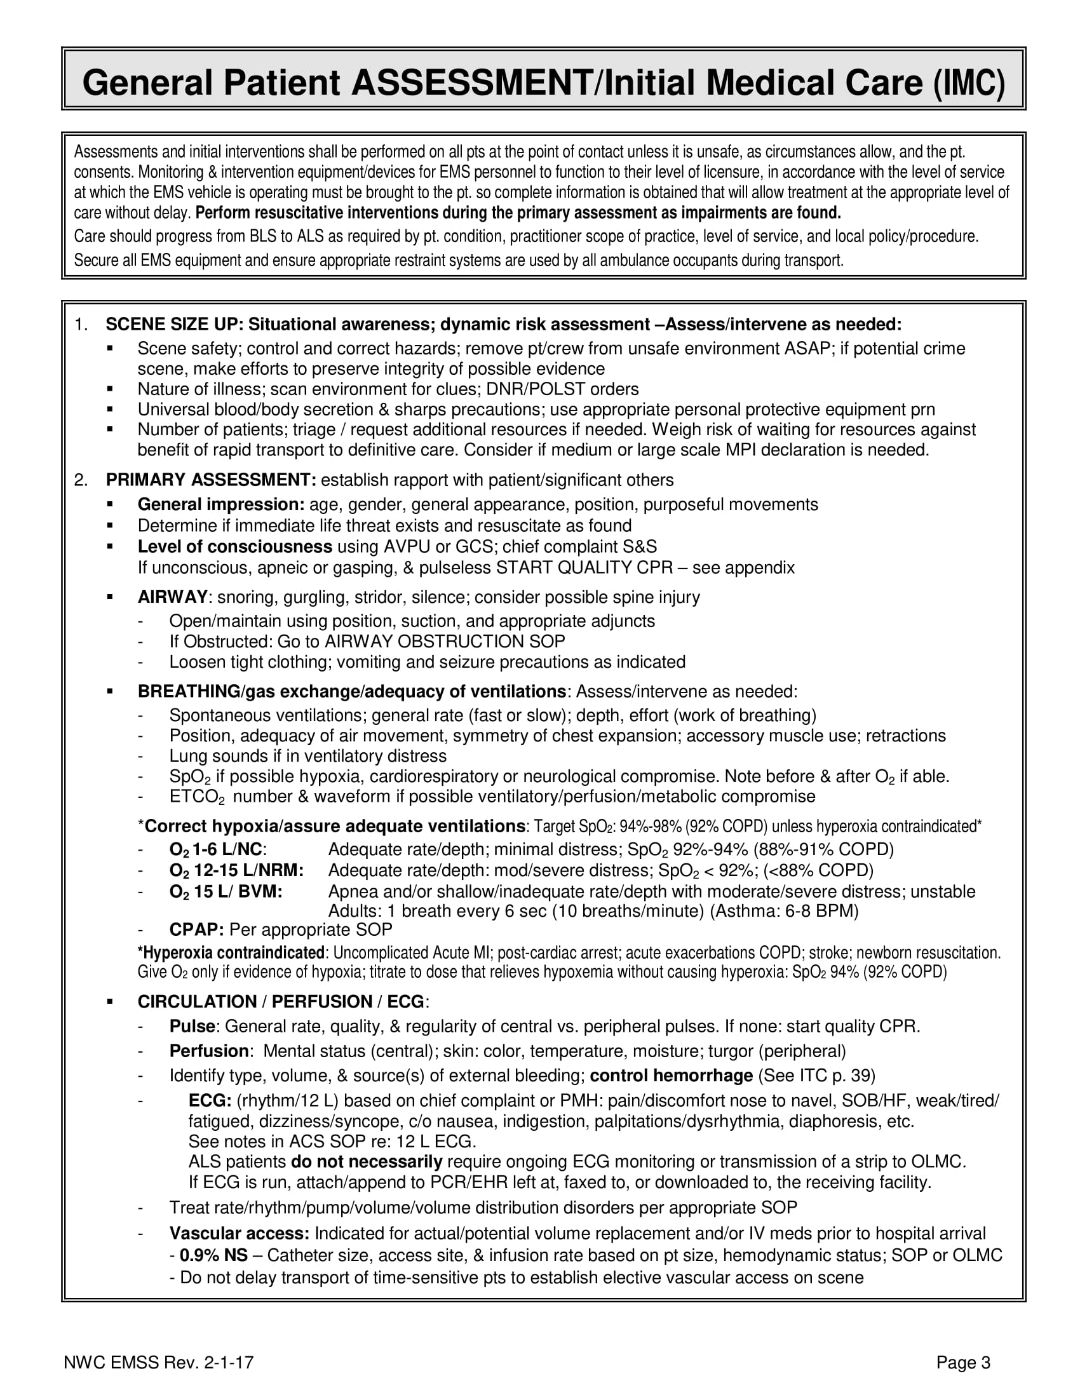 General Patient ASSESSMENT/Initial Medical Care (IMC)
Assessments and initial interventions shall be performed on all pts at the point of contact unless it is unsafe, as circumstances allow, and the pt.
consents. Monitoring & intervention equipment/devices for EMS personnel to function to their level of licensure, in accordance with the level of service
at which the EMS vehicle is operating must be brought to the pt. so complete information is obtained that will allow treatment at the appropriate level of
care without delay. Perform resuscitative interventions during the primary assessment as impairments are found.
Care should progress from BLS to ALS as required by pt. condition, practitioner scope of practice, level of service, and local policy/procedure.
Secure all EMS equipment and ensure appropriate restraint systems are used by all ambulance occupants during transport.
1. SCENE SIZE UP: Situational awareness; dynamic risk assessment –Assess/intervene as needed:
▪ Scene safety; control and correct hazards; remove pt/crew from unsafe environment ASAP; if potential crime
scene, make efforts to preserve integrity of possible evidence
▪ Nature of illness; scan environment for clues; DNR/POLST orders
▪ Universal blood/body secretion & sharps precautions; use appropriate personal protective equipment prn
▪ Number of patients; triage / request additional resources if needed. Weigh risk of waiting for resources against
benefit of rapid transport to definitive care. Consider if medium or large scale MPI declaration is needed.
2. PRIMARY ASSESSMENT: establish rapport with patient/significant others
▪ General impression: age, gender, general appearance, position, purposeful movements
▪ Determine if immediate life threat exists and resuscitate as found
▪ Level of consciousness using AVPU or GCS; chief complaint S&S
If unconscious, apneic or gasping, & pulseless START QUALITY CPR – see appendix
▪ AIRWAY: snoring, gurgling, stridor, silence; consider possible spine injury
- Open/maintain using position, suction, and appropriate adjuncts
- If Obstructed: Go to AIRWAY OBSTRUCTION SOP
- Loosen tight clothing; vomiting and seizure precautions as indicated
▪ BREATHING/gas exchange/adequacy of ventilations: Assess/intervene as needed:
- Spontaneous ventilations; general rate (fast or slow); depth, effort (work of breathing)
- Position, adequacy of air movement, symmetry of chest expansion; accessory muscle use; retractions
- Lung sounds if in ventilatory distress
- SpO₂ if possible hypoxia, cardiorespiratory or neurological compromise. Note before & after O₂ if able.
- ETCO₂ number & waveform if possible ventilatory/perfusion/metabolic compromise
*Correct hypoxia/assure adequate ventilations: Target SpO₂: 94%-98% (92% COPD) unless hyperoxia contraindicated*
- O₂ 1-6 L/NC: Adequate rate/depth; minimal distress; SpO₂ 92%-94% (88%-91% COPD)
- O₂ 12-15 L/NRM: Adequate rate/depth: mod/severe distress; SpO₂ < 92%; (<88% COPD)
- O₂ 15 L/ BVM: Apnea and/or shallow/inadequate rate/depth with moderate/severe distress; unstable
Adults: 1 breath every 6 sec (10 breaths/minute) (Asthma: 6-8 BPM)
- CPAP: Per appropriate SOP
*Hyperoxia contraindicated: Uncomplicated Acute MI; post-cardiac arrest; acute exacerbations COPD; stroke; newborn resuscitation.
Give O₂ only if evidence of hypoxia; titrate to dose that relieves hypoxemia without causing hyperoxia: SpO₂ 94% (92% COPD)
▪ CIRCULATION / PERFUSION / ECG:
- Pulse: General rate, quality, & regularity of central vs. peripheral pulses. If none: start quality CPR.
- Perfusion: Mental status (central); skin: color, temperature, moisture; turgor (peripheral)
- Identify type, volume, & source(s) of external bleeding; control hemorrhage (See ITC p. 39)
- ECG: (rhythm/12 L) based on chief complaint or PMH: pain/discomfort nose to navel, SOB/HF, weak/tired/
fatigued, dizziness/syncope, c/o nausea, indigestion, palpitations/dysrhythmia, diaphoresis, etc.
See notes in ACS SOP re: 12 L ECG.
ALS patients do not necessarily require ongoing ECG monitoring or transmission of a strip to OLMC.
If ECG is run, attach/append to PCR/EHR left at, faxed to, or downloaded to, the receiving facility.
- Treat rate/rhythm/pump/volume/volume distribution disorders per appropriate SOP
- Vascular access: Indicated for actual/potential volume replacement and/or IV meds prior to hospital arrival
- 0.9% NS – Catheter size, access site, & infusion rate based on pt size, hemodynamic status; SOP or OLMC
- Do not delay transport of time-sensitive pts to establish elective vascular access on scene
NWC EMSS Rev. 2-1-17 Page 3